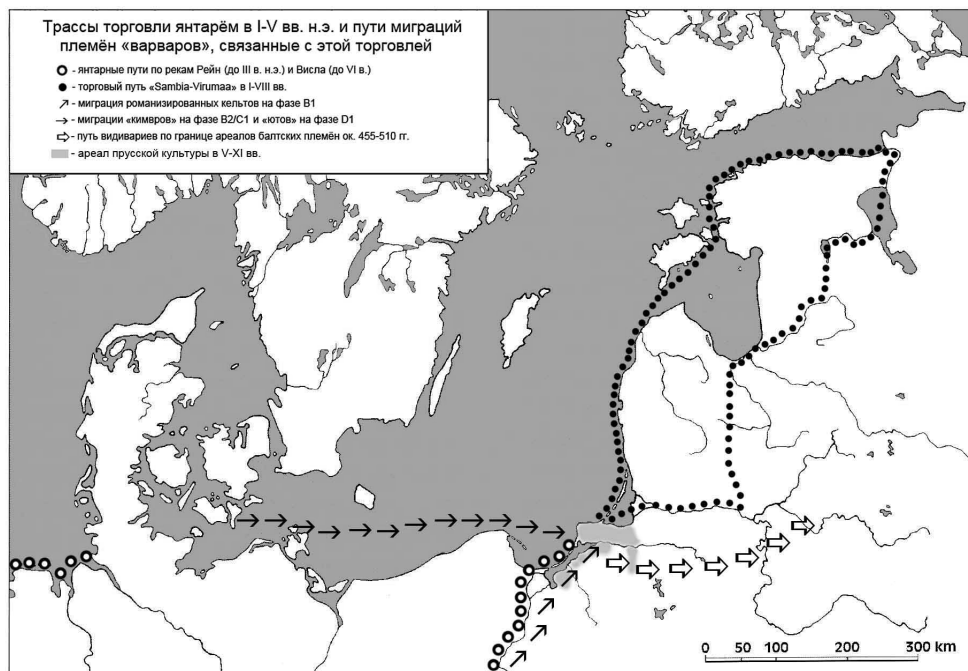 Трассы торговли янтарём в I-V вв. н.э. и пути миграций
племён «варваров», связанные с этой торговлей
- янтарные пути по рекам Рейн (до III в. н.э.) и Висла (до VI в.)
- торговый путь «Sambia-Virumaa» в I-VIII вв.
- миграция романизированных кельтов на фазе B1
- миграции «кимвров» на фазе B2/C1 и «ютов» на фазе D1
- путь видивариев по границе ареалов балтских племён ок. 455-510 гг.
- ареал прусской культуры в V-XI вв.
0 100 200 300 km